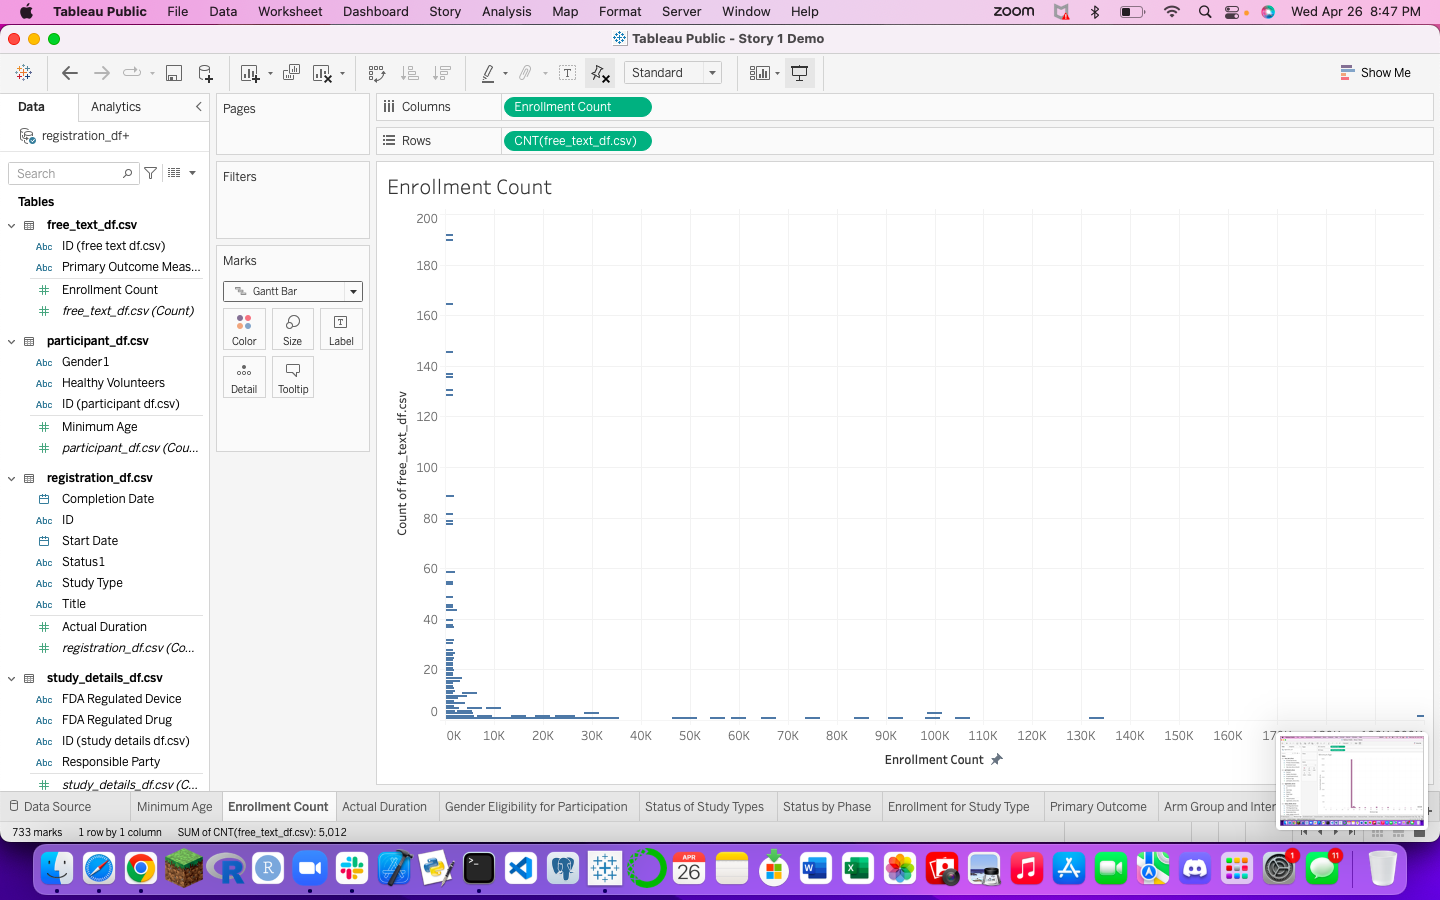 Tableau Public File Data Worksheet Dashboard Story Analysis Map Format Server Window Help zoom Wed Apr 26 8:47 PM
Tableau Public - Story 1 Demo
Standard
Show Me
Data Analytics
registration_df+
Search
Tables
free_text_df.csv
Abc ID (free text df.csv)
Abc Primary Outcome Meas...
Enrollment Count
free_text_df.csv (Count)
participant_df.csv
Abc Gender1
Abc Healthy Volunteers
Abc ID (participant df.csv)
Minimum Age
participant_df.csv (Cou...
registration_df.csv
Completion Date
Abc ID
Start Date
Abc Status1
Abc Study Type
Abc Title
Actual Duration
registration_df.csv (Co...
study_details_df.csv
Abc FDA Regulated Device
Abc FDA Regulated Drug
Abc ID (study details df.csv)
Abc Responsible Party
study_details_df.csv (C...
Pages
Filters
Marks
Gantt Bar
Color Size Label
Detail Tooltip
Columns Enrollment Count
Rows CNT(free_text_df.csv)
Enrollment Count
200
180
160
140
120
100
80
60
40
20
0
Count of free_text_df.csv
0K 10K 20K 30K 40K 50K 60K 70K 80K 90K 100K 110K 120K 130K 140K 150K 160K
Enrollment Count
Data Source Minimum Age Enrollment Count Actual Duration Gender Eligibility for Participation Status of Study Types Status by Phase Enrollment for Study Type Primary Outcome Arm Group and Inter
733 marks 1 row by 1 column SUM of CNT(free_text_df.csv): 5,012
APR
26
1
11